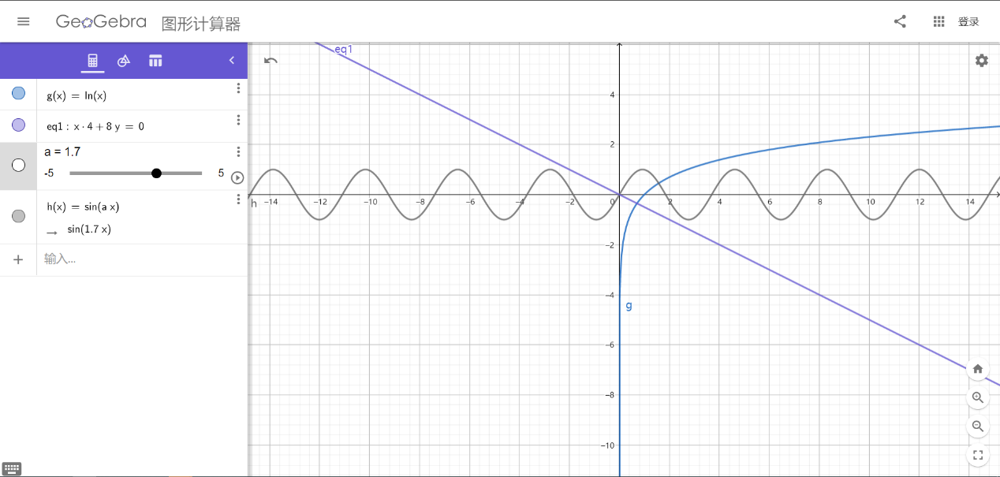 GeoGebra 图形计算器
登录
g(x) = ln(x)
eq1 : x · 4 + 8 y = 0
a = 1.7
-5 5
h(x) = sin(a x)
→ sin(1.7 x)
+ 输入...
eq1
4
2
h −14 −12 −10 −8 −6 −4 −2 0 2 4 6 8 10 12 14
−2
−4
g
−6
−8
−10